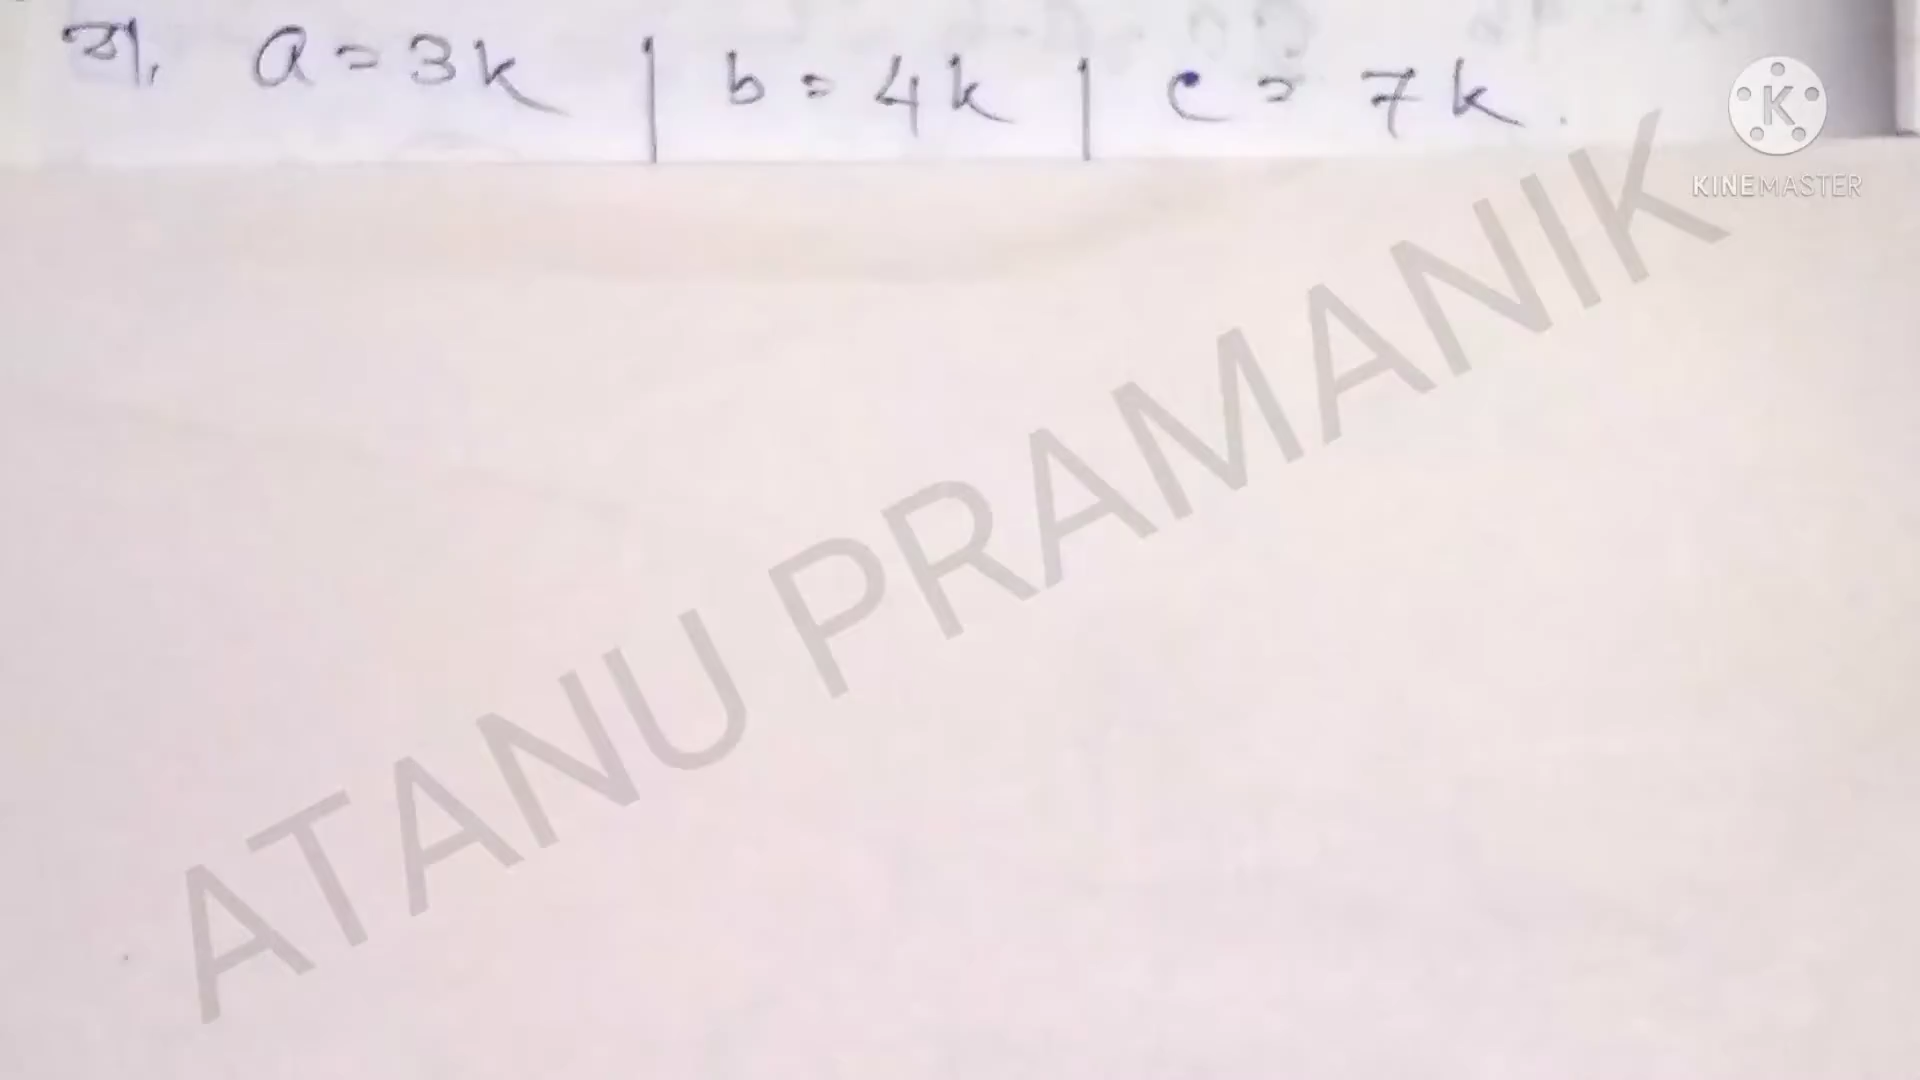 বা, a = 3k | b = 4k | c = 7k.
KINEMASTER
ATANU PRAMANIK